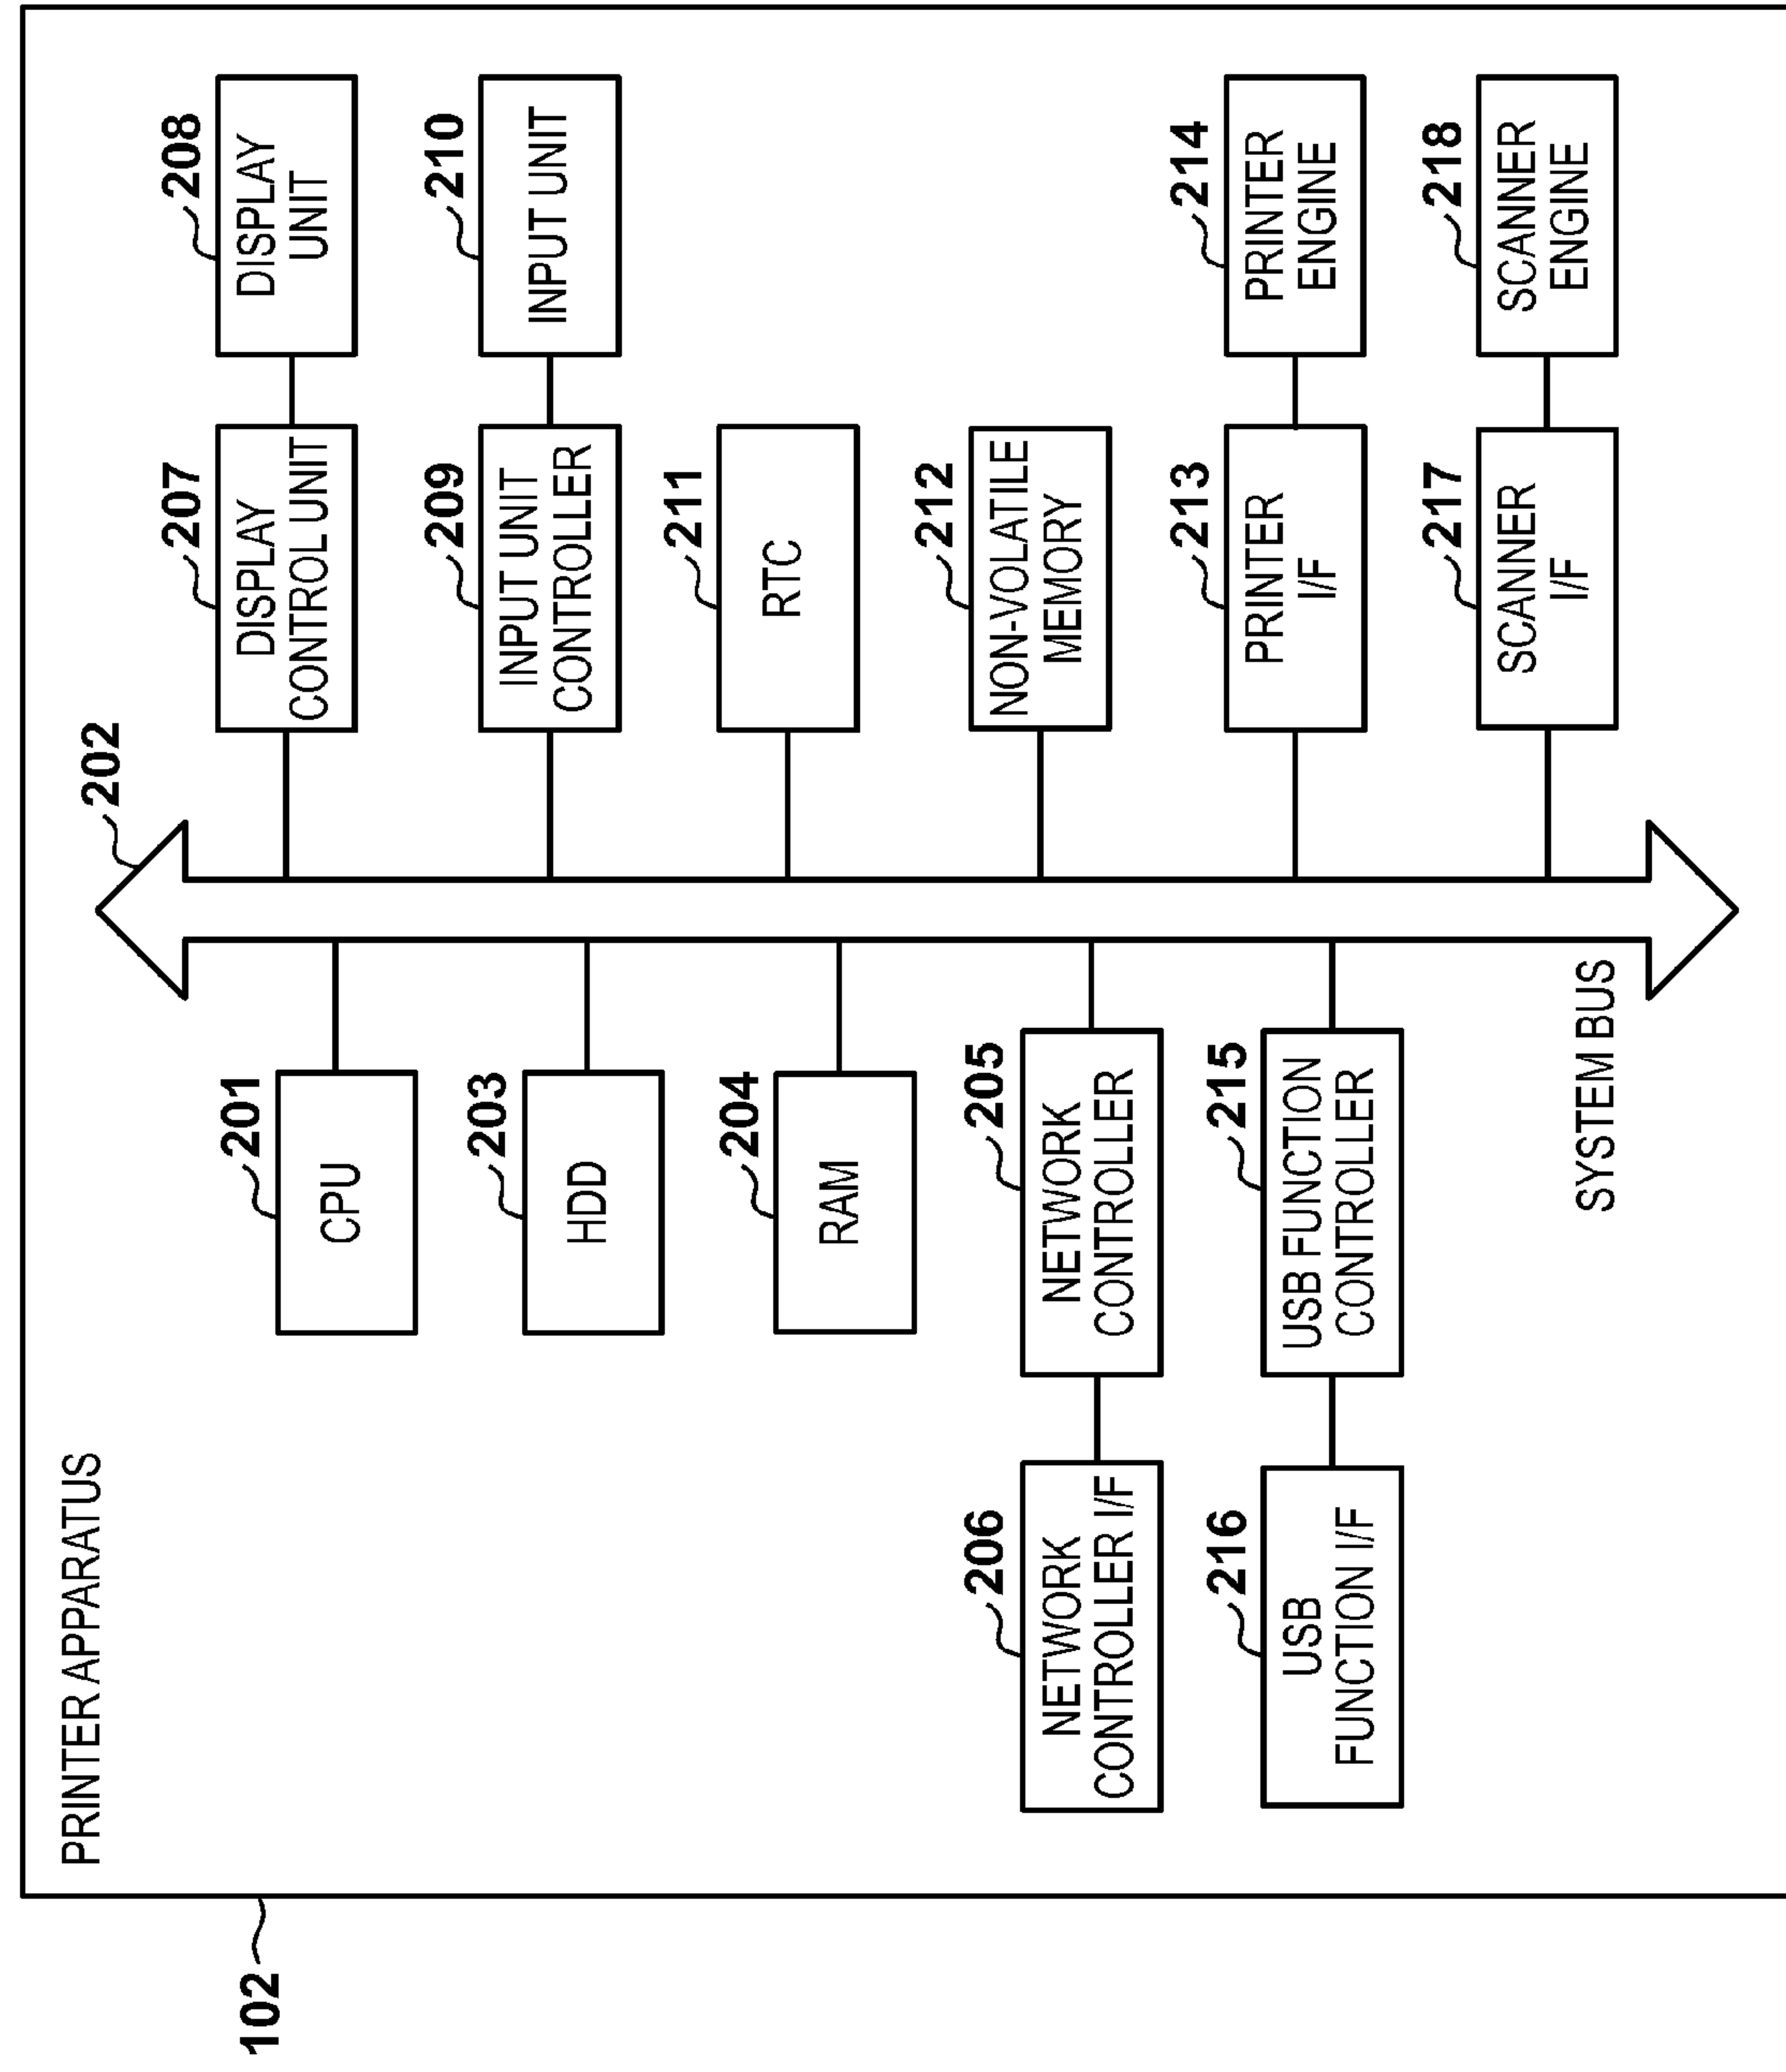 102
PRINTER APPARATUS
201
CPU
203
HDD
204
RAM
206
NETWORK
CONTROLLER I/F
205
NETWORK
CONTROLLER
216
USB
FUNCTION I/F
215
USB FUNCTION
CONTROLLER
SYSTEM BUS
202
207
DISPLAY
CONTROL UNIT
208
DISPLAY
UNIT
209
INPUT UNIT
CONTROLLER
210
INPUT UNIT
211
RTC
212
NON-VOLATILE
MEMORY
213
PRINTER
I/F
214
PRINTER
ENGINE
217
SCANNER
I/F
218
SCANNER
ENGINE